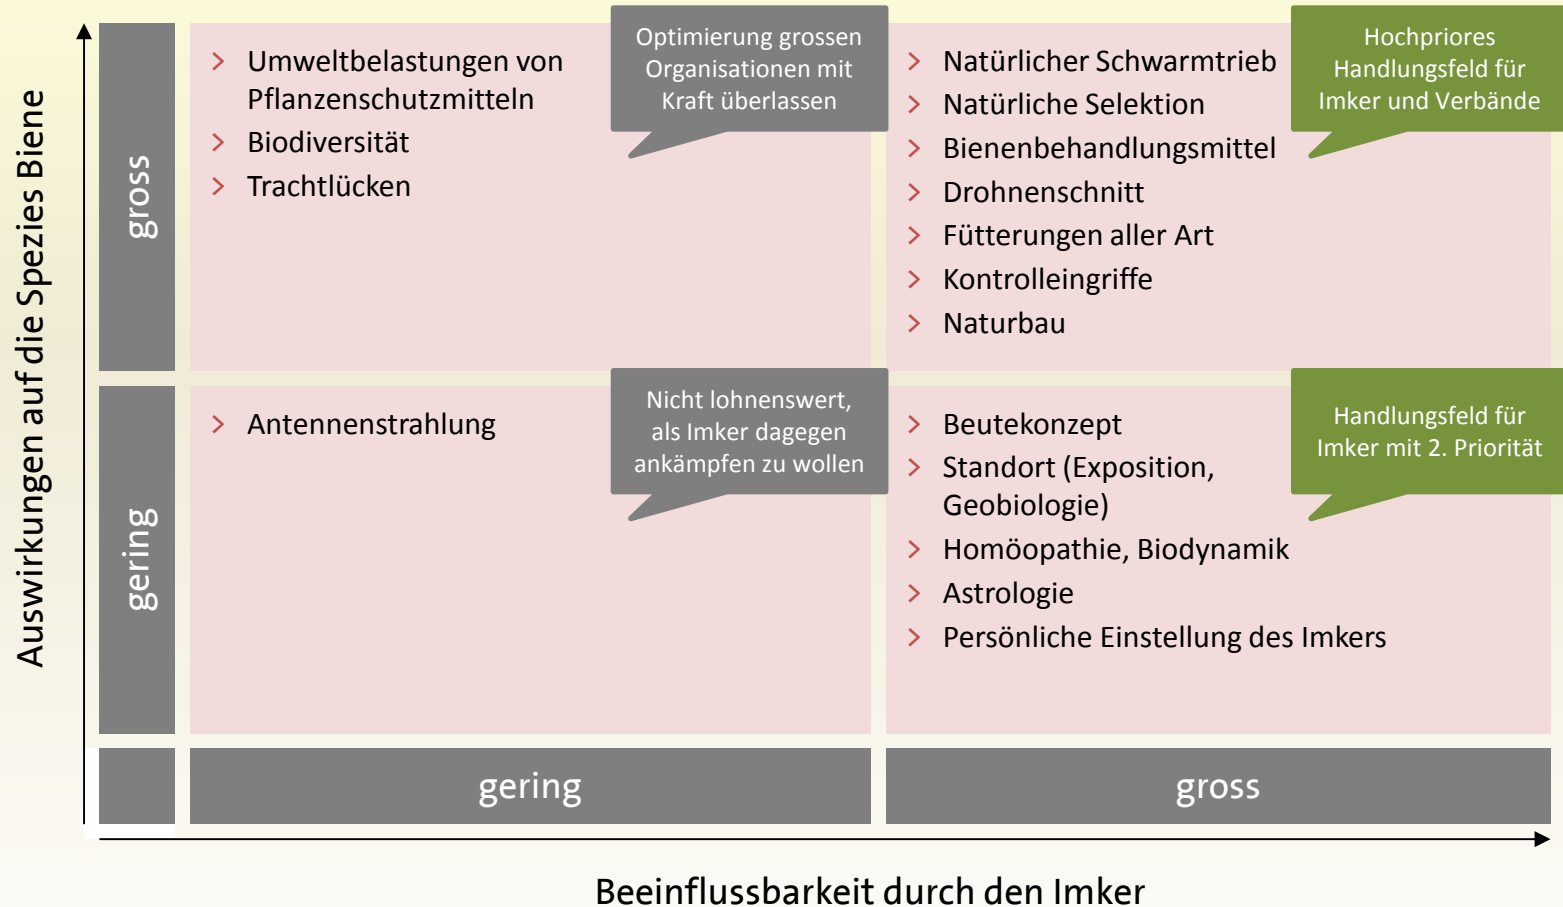 Auswirkungen auf die Spezies Biene
gross
> Umweltbelastungen von
Pflanzenschutzmitteln
> Biodiversität
> Trachtlücken
Optimierung grossen
Organisationen mit
Kraft überlassen
> Natürlicher Schwarmtrieb
> Natürliche Selektion
> Bienenbehandlungsmittel
> Drohnenschnitt
> Fütterungen aller Art
> Kontrolleingriffe
> Naturbau
Hochpriores
Handlungsfeld für
Imker und Verbände
gering
> Antennenstrahlung
Nicht lohnenswert,
als Imker dagegen
ankämpfen zu wollen
> Beutekonzept
> Standort (Exposition,
Geobiologie)
> Homöopathie, Biodynamik
> Astrologie
> Persönliche Einstellung des Imkers
Handlungsfeld für
Imker mit 2. Priorität
gering
gross
Beeinflussbarkeit durch den Imker